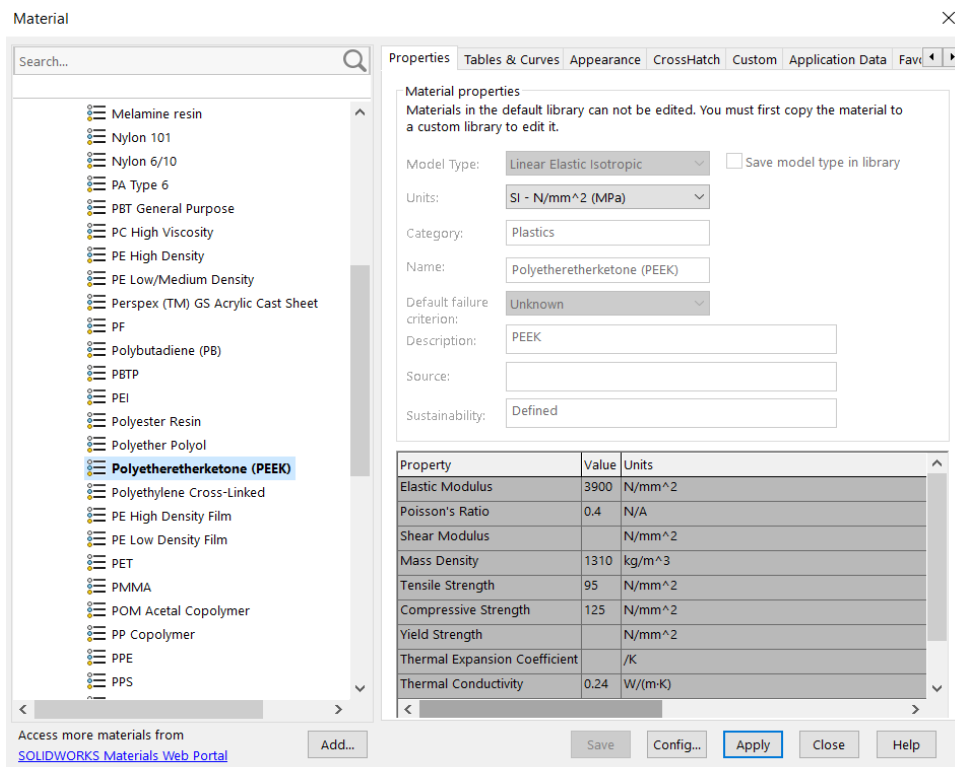 Material
Search...
Melamine resin
Nylon 101
Nylon 6/10
PA Type 6
PBT General Purpose
PC High Viscosity
PE High Density
PE Low/Medium Density
Perspex (TM) GS Acrylic Cast Sheet
PF
Polybutadiene (PB)
PBTP
PEI
Polyester Resin
Polyether Polyol
Polyetheretherketone (PEEK)
Polyethylene Cross-Linked
PE High Density Film
PE Low Density Film
PET
PMMA
POM Acetal Copolymer
PP Copolymer
PPE
PPS
Access more materials from
SOLIDWORKS Materials Web Portal
Add...
Properties Tables & Curves Appearance CrossHatch Custom Application Data Favo
Material properties
Materials in the default library can not be edited. You must first copy the material to
a custom library to edit it.
Model Type: Linear Elastic Isotropic Save model type in library
Units: SI - N/mm^2 (MPa)
Category: Plastics
Name: Polyetheretherketone (PEEK)
Default failure
criterion: Unknown
Description: PEEK
Source:
Sustainability: Defined
Property Value Units
Elastic Modulus 3900 N/mm^2
Poisson's Ratio 0.4 N/A
Shear Modulus N/mm^2
Mass Density 1310 kg/m^3
Tensile Strength 95 N/mm^2
Compressive Strength 125 N/mm^2
Yield Strength N/mm^2
Thermal Expansion Coefficient /K
Thermal Conductivity 0.24 W/(m·K)
Save Config... Apply Close Help